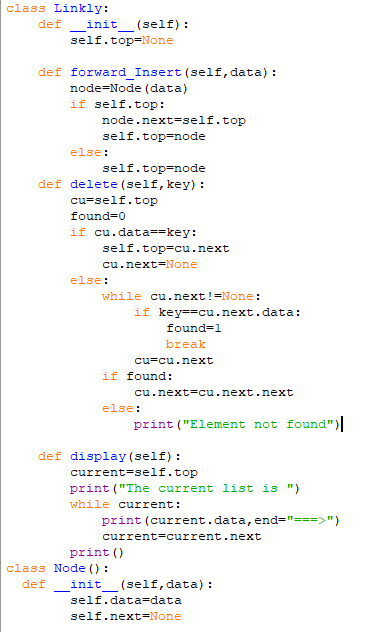 class Linkly:
    def __init__(self):
        self.top=None

    def forward_Insert(self,data):
        node=Node(data)
        if self.top:
            node.next=self.top
            self.top=node
        else:
            self.top=node
    def delete(self,key):
        cu=self.top
        found=0
        if cu.data==key:
            self.top=cu.next
            cu.next=None
        else:
            while cu.next!=None:
                if key==cu.next.data:
                    found=1
                    break
                cu=cu.next
            if found:
                cu.next=cu.next.next
            else:
                print("Element not found")

    def display(self):
        current=self.top
        print("The current list is ")
        while current:
            print(current.data,end="===>")
            current=current.next
        print()
class Node():
  def __init__(self,data):
        self.data=data
        self.next=None